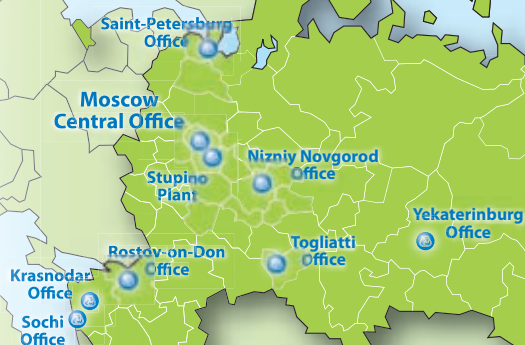 Saint-Petersburg
Office
Moscow
Central Office
Nizniy Novgorod
Office
Stupino
Plant
Yekaterinburg
Office
Togliatti
Office
Rostov-on-Don
Office
Krasnodar
Office
Sochi
Office